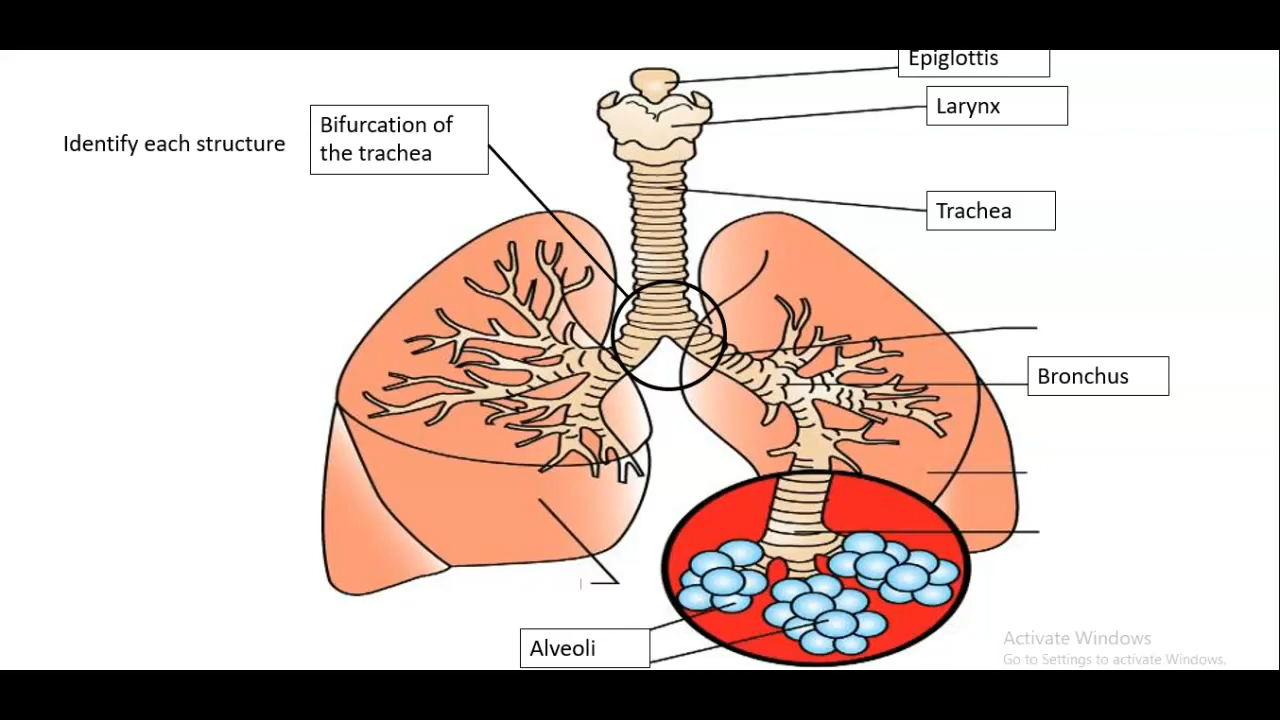 Epiglottis
Larynx
Identify each structure
Bifurcation of
the trachea
Trachea
Bronchus
Alveoli
Activate Windows
Go to Settings to activate Windows.